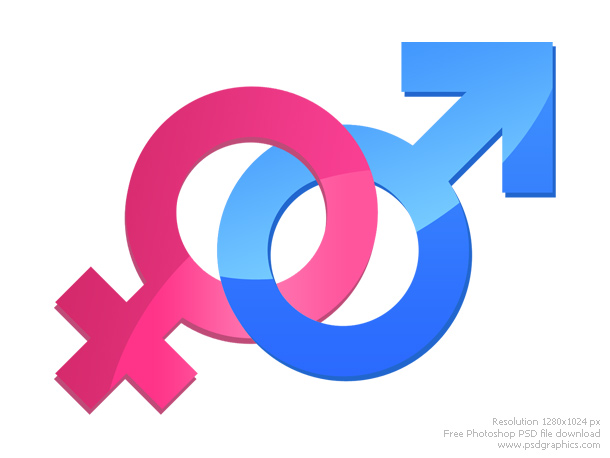 Resolution 1280x1024 px
Free Photoshop PSD file download
www.psdgraphics.com